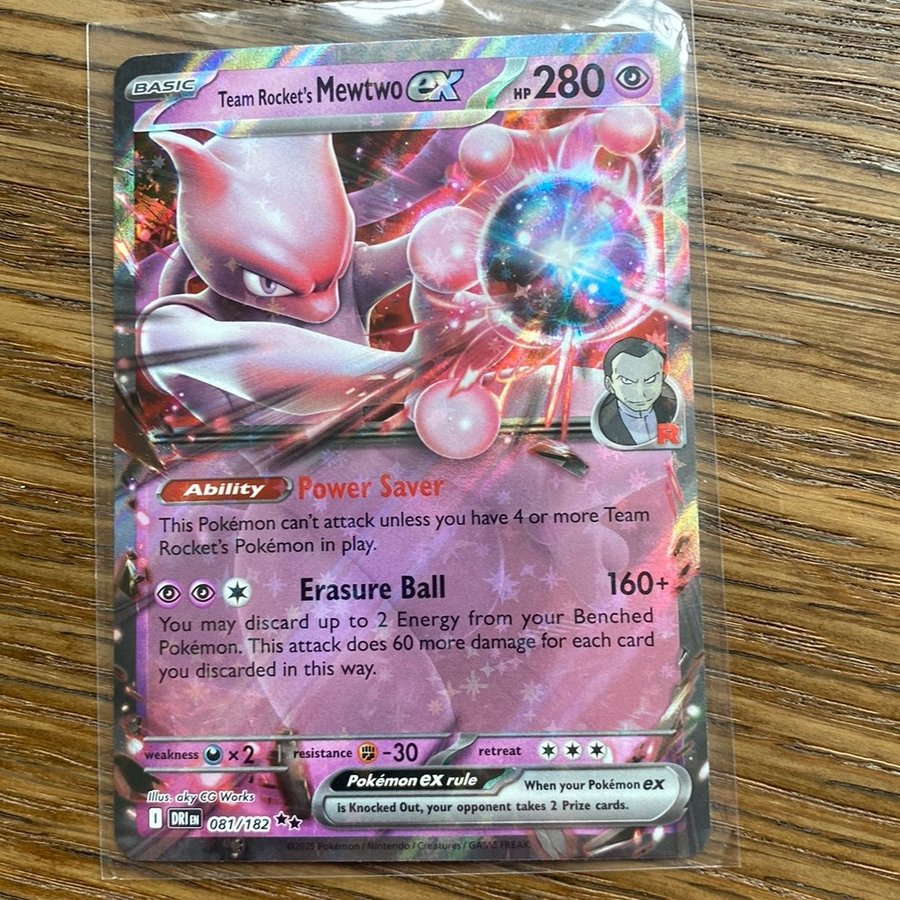 BASIC Team Rocket's Mewtwo ex HP 280
R
Ability Power Saver
This Pokémon can't attack unless you have 4 or more Team
Rocket's Pokémon in play.
Erasure Ball 160+
You may discard up to 2 Energy from your Benched
Pokémon. This attack does 60 more damage for each card
you discarded in this way.
weakness ×2 resistance -30 retreat
Pokémon ex rule When your Pokémon ex
is Knocked Out, your opponent takes 2 Prize cards.
Illus. aky CG Works
I DRI EN 081/182 ★★
©2025 Pokémon / Nintendo / Creatures / GAME FREAK